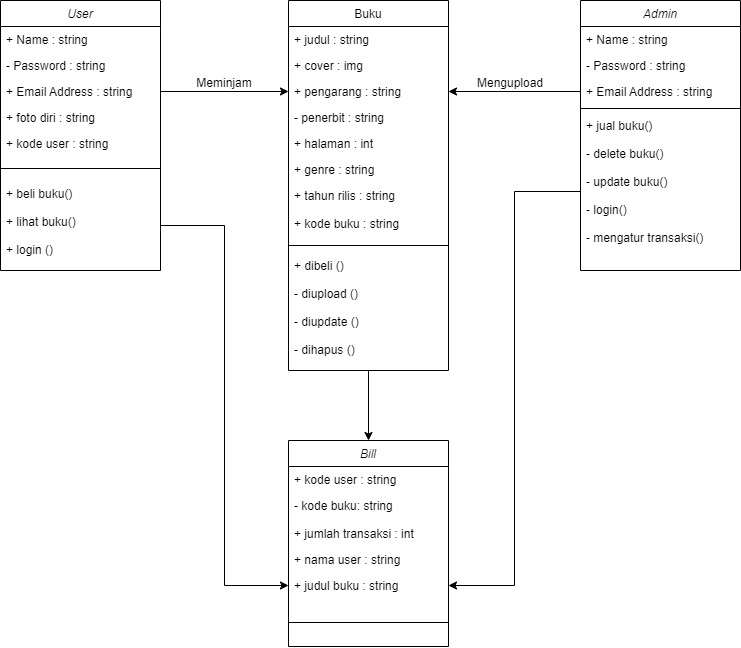 User
+ Name : string
- Password : string
+ Email Address : string
+ foto diri : string
+ kode user : string
+ beli buku()
+ lihat buku()
+ login ()
Meminjam
Buku
+ judul : string
+ cover : img
+ pengarang : string
- penerbit : string
+ halaman : int
+ genre : string
+ tahun rilis : string
+ kode buku : string
+ dibeli ()
- diupload ()
- diupdate ()
- dihapus ()
Mengupload
Admin
+ Name : string
- Password : string
+ Email Address : string
+ jual buku()
- delete buku()
- update buku()
- login()
- mengatur transaksi()
Bill
+ kode user : string
- kode buku: string
+ jumlah transaksi : int
+ nama user : string
+ judul buku : string